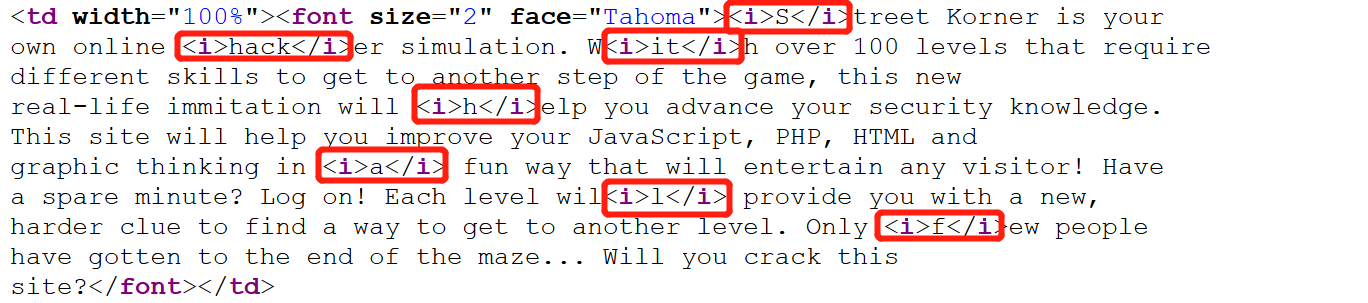 <td width="100%"><font size="2" face="Tahoma"><i>S</i>treet Korner is your
own online <i>hack</i>er simulation. W<i>it</i>h over 100 levels that require
different skills to get to another step of the game, this new
real-life immitation will <i>h</i>elp you advance your security knowledge.
This site will help you improve your JavaScript, PHP, HTML and
graphic thinking in <i>a</i> fun way that will entertain any visitor! Have
a spare minute? Log on! Each level wil<i>l</i> provide you with a new,
harder clue to find a way to get to another level. Only <i>f</i>ew people
have gotten to the end of the maze... Will you crack this
site?</font></td>